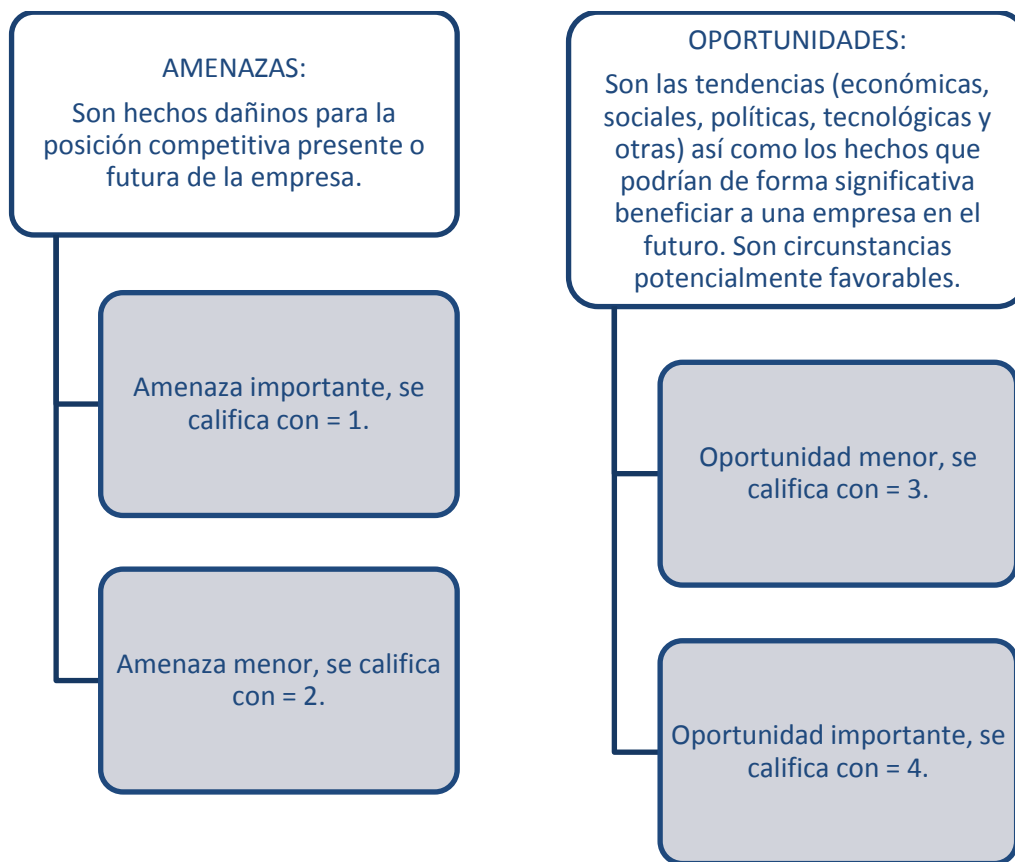 AMENAZAS:
Son hechos dañinos para la
posición competitiva presente o
futura de la empresa.
Amenaza importante, se
califica con = 1.
Amenaza menor, se califica
con = 2.
OPORTUNIDADES:
Son las tendencias (económicas,
sociales, políticas, tecnológicas y
otras) así como los hechos que
podrían de forma significativa
beneficiar a una empresa en el
futuro. Son circunstancias
potencialmente favorables.
Oportunidad menor, se
califica con = 3.
Oportunidad importante, se
califica con = 4.